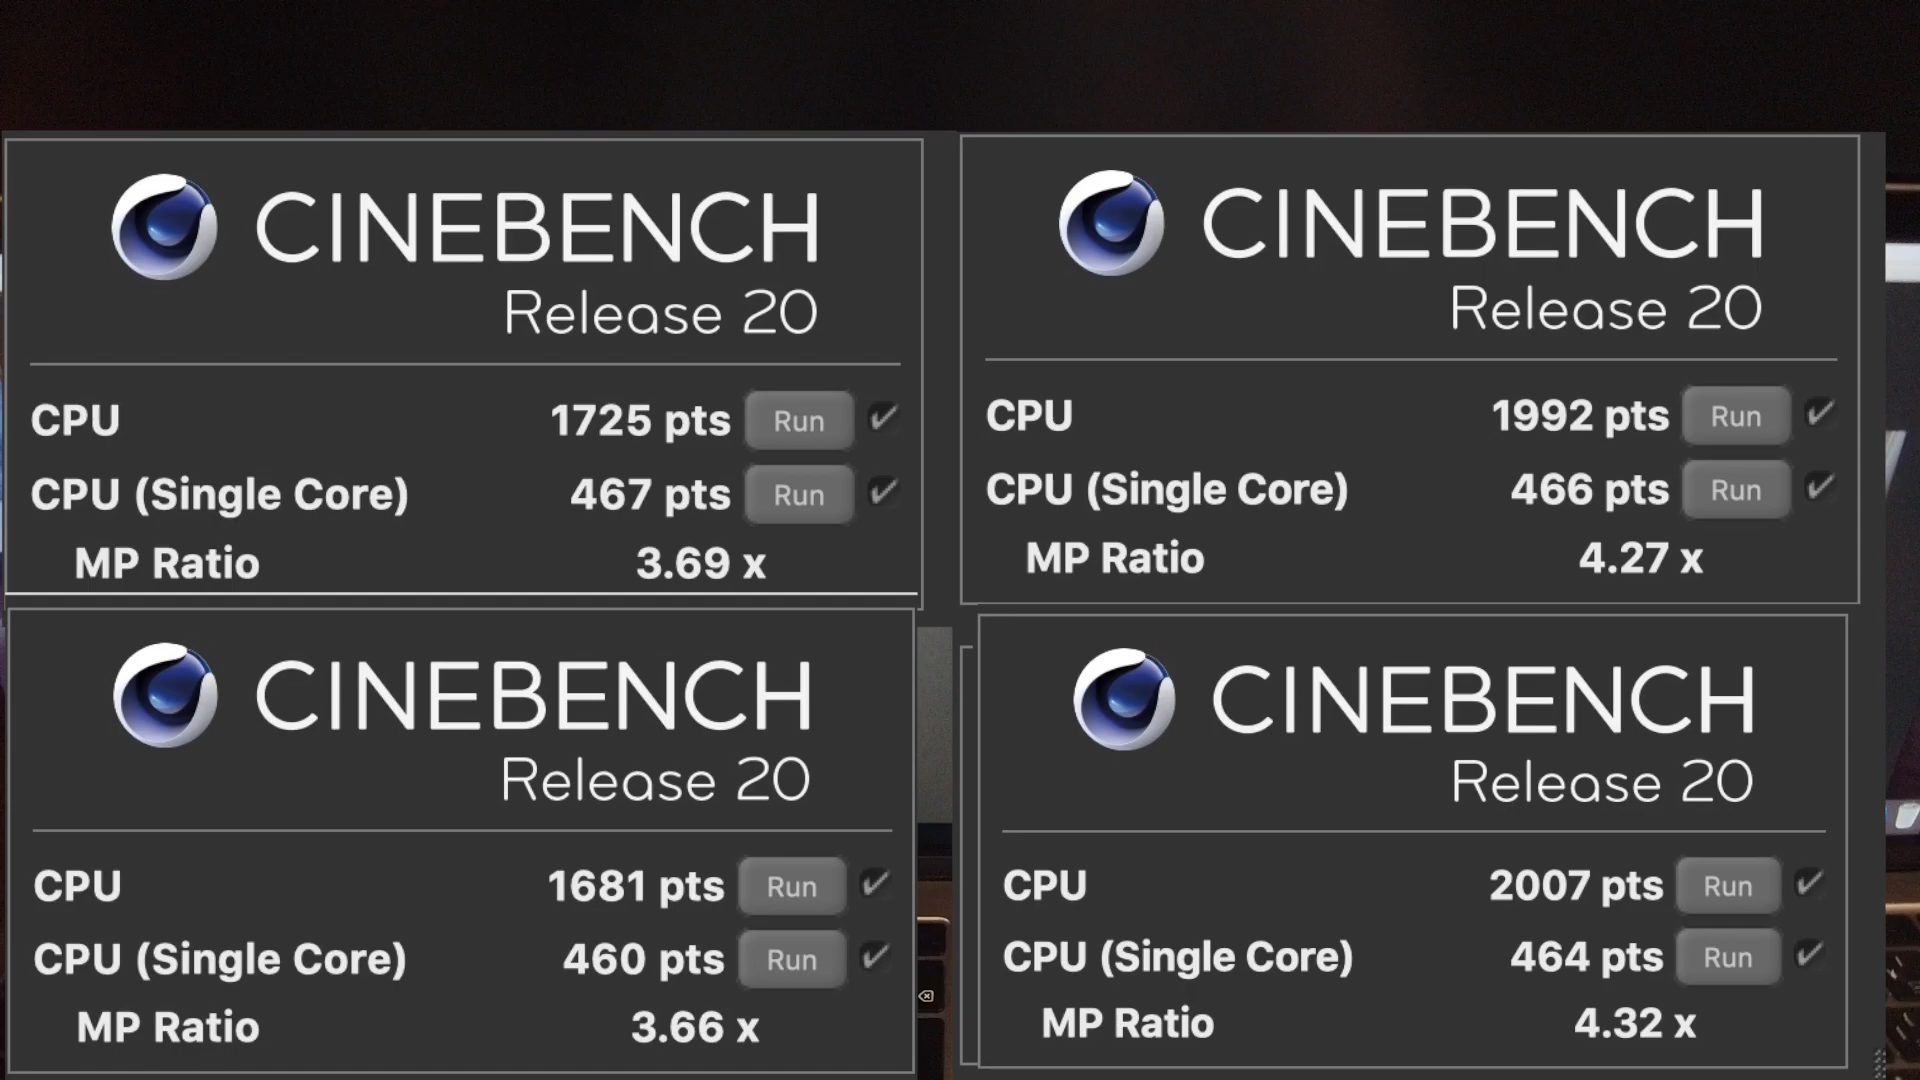 CINEBENCH
Release 20
CPU 1725 pts Run
CPU (Single Core) 467 pts Run
MP Ratio 3.69 x
CINEBENCH
Release 20
CPU 1992 pts Run
CPU (Single Core) 466 pts Run
MP Ratio 4.27 x
CINEBENCH
Release 20
CPU 1681 pts Run
CPU (Single Core) 460 pts Run
MP Ratio 3.66 x
CINEBENCH
Release 20
CPU 2007 pts Run
CPU (Single Core) 464 pts Run
MP Ratio 4.32 x